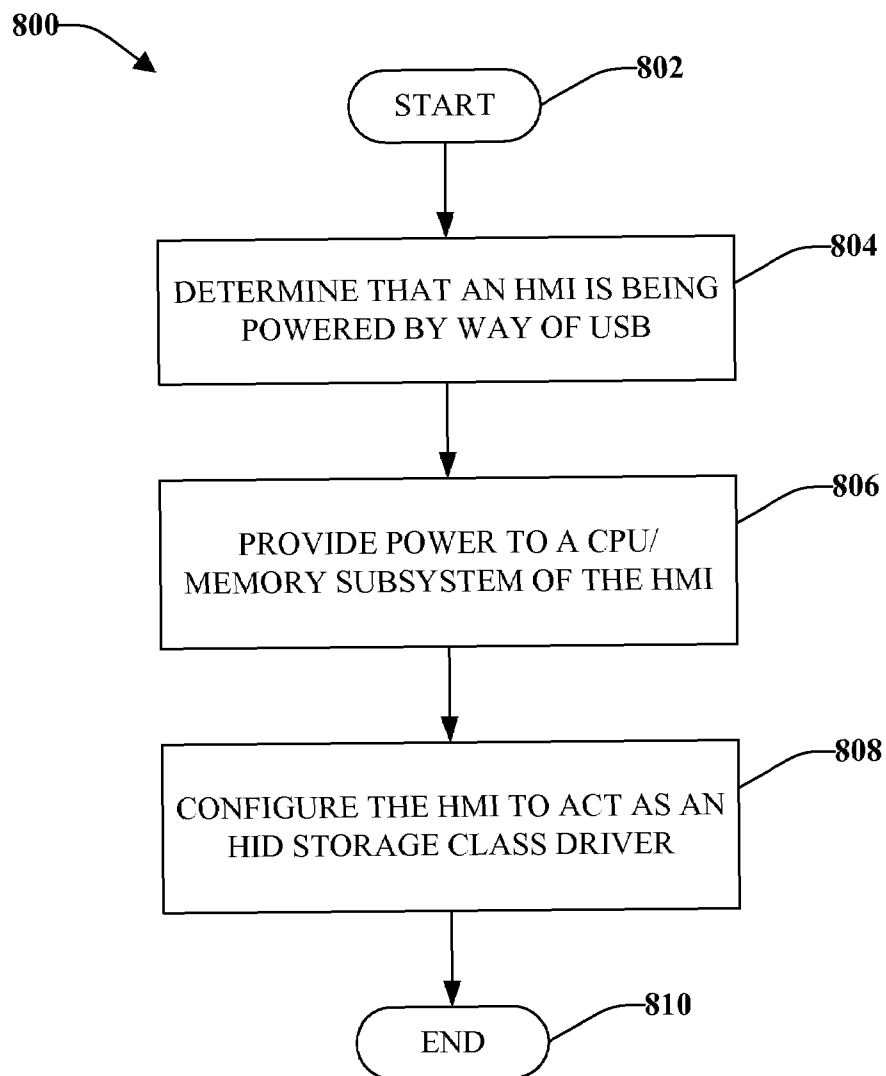 800
802
START
804
DETERMINE THAT AN HMI IS BEING
POWERED BY WAY OF USB
806
PROVIDE POWER TO A CPU/
MEMORY SUBSYSTEM OF THE HMI
808
CONFIGURE THE HMI TO ACT AS AN
HID STORAGE CLASS DRIVER
810
END